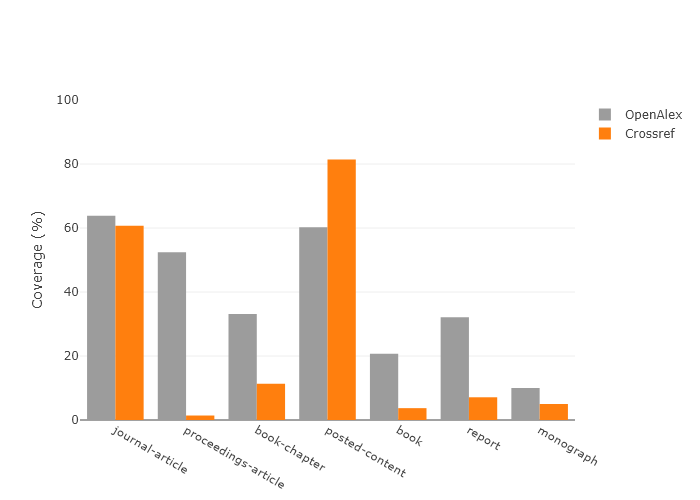 100
80
60
40
20
0
Coverage (%)
journal-article
proceedings-article
book-chapter
posted-content
book
report
monograph
OpenAlex
Crossref